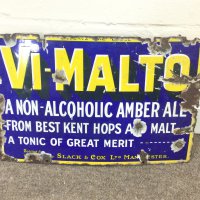 VI-MALTO
A NON-ALCOHOLIC AMBER ALE
FROM BEST KENT HOPS & MALT
A TONIC OF GREAT MERIT
SLACK & COX LTD MANCHESTER